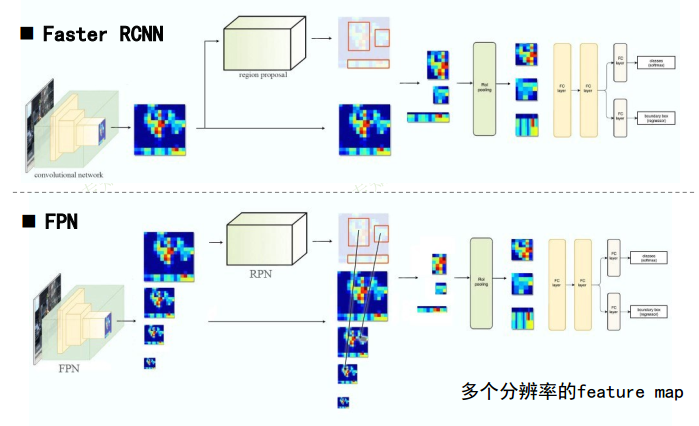 ■ Faster RCNN
region proposal
convolutional network
RoI
pooling
FC
layer
FC
layer
FC
layer
classes
(softmax)
FC
layer
boundary box
(regressor)
■ FPN
RPN
FPN
RoI
pooling
FC
layer
FC
layer
FC
layer
classes
(softmax)
FC
layer
boundary box
(regressor)
多个分辨率的feature map